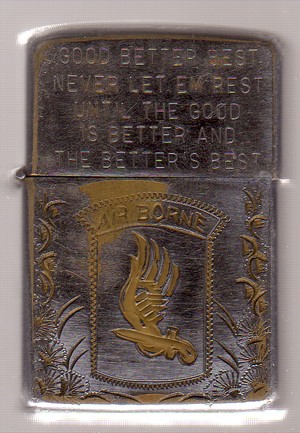 GOOD BETTER BEST
NEVER LET EM REST
UNTIL THE GOOD
IS BETTER AND
THE BETTER'S BEST
AIRBORNE